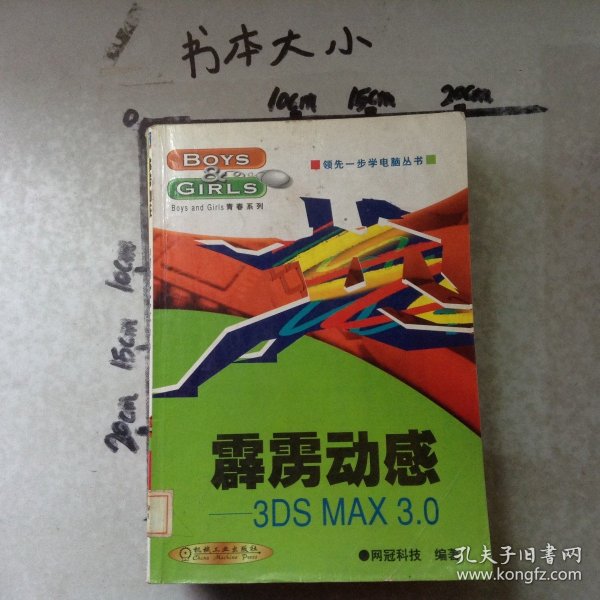 书本大小
0
10cm
15cm
20cm
10cm
15cm
20cm
BOYS
&
GIRLS
Boys and Girls青春系列
领先一步学电脑丛书
霹雳动感
——3DS MAX 3.0
机械工业出版社
China Machine Press
●网冠科技 编著
孔夫子旧书网
www.kongfz.com